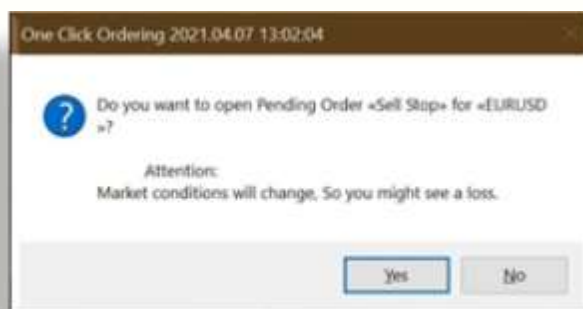 One Click Ordering 2021.04.07 13:02:04
Do you want to open Pending Order «Sell Stop» for «EURUSD
»?
Attention:
Market conditions will change, So you might see a loss.
Yes
No